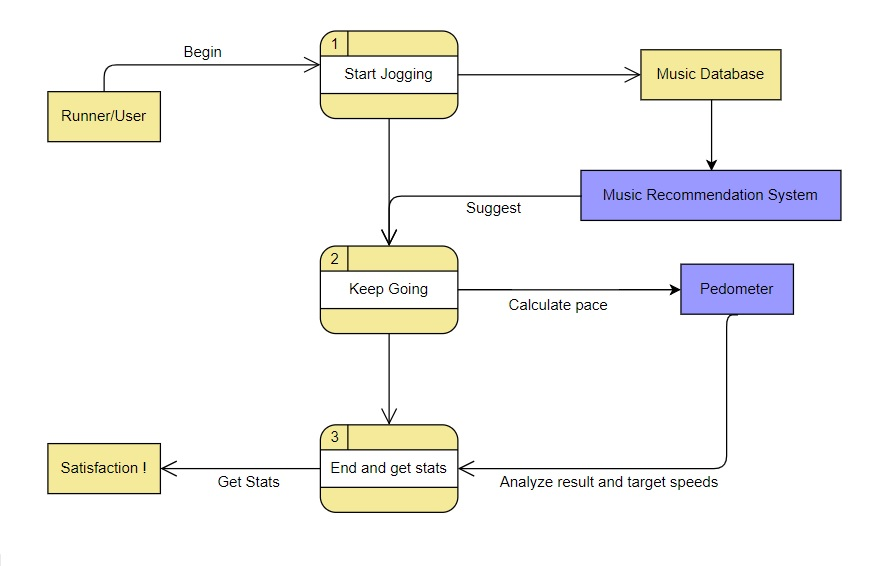 Begin
1
Start Jogging
Music Database
Runner/User
Music Recommendation System
Suggest
2
Keep Going
Pedometer
Calculate pace
3
Satisfaction !
End and get stats
Get Stats
Analyze result and target speeds